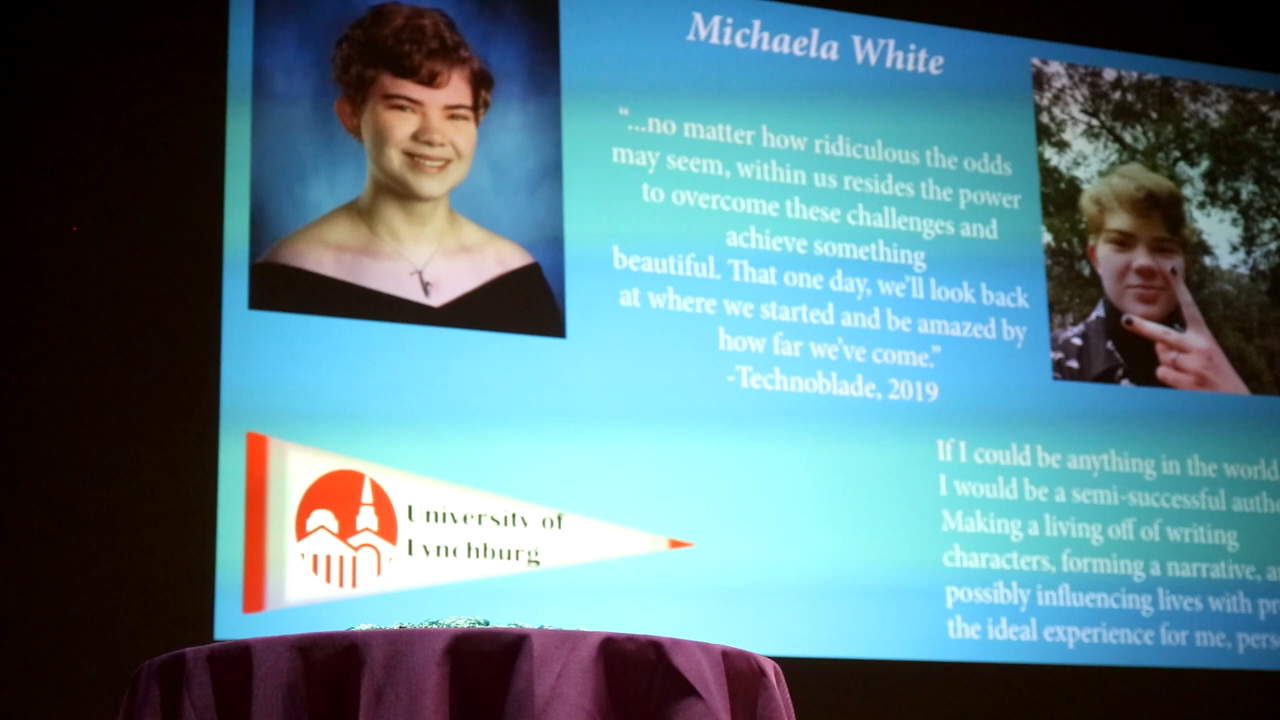 Michaela White
“...no matter how ridiculous the odds
may seem, within us resides the power
to overcome these challenges and
achieve something
beautiful. That one day, we’ll look back
at where we started and be amazed by
how far we’ve come.”
-Technoblade, 2019
University of
Lynchburg
If I could be anything in the world
I would be a semi-successful
Making a living off of writing
characters, forming a narrative,
possibly influencing lives with
the ideal experience for me,